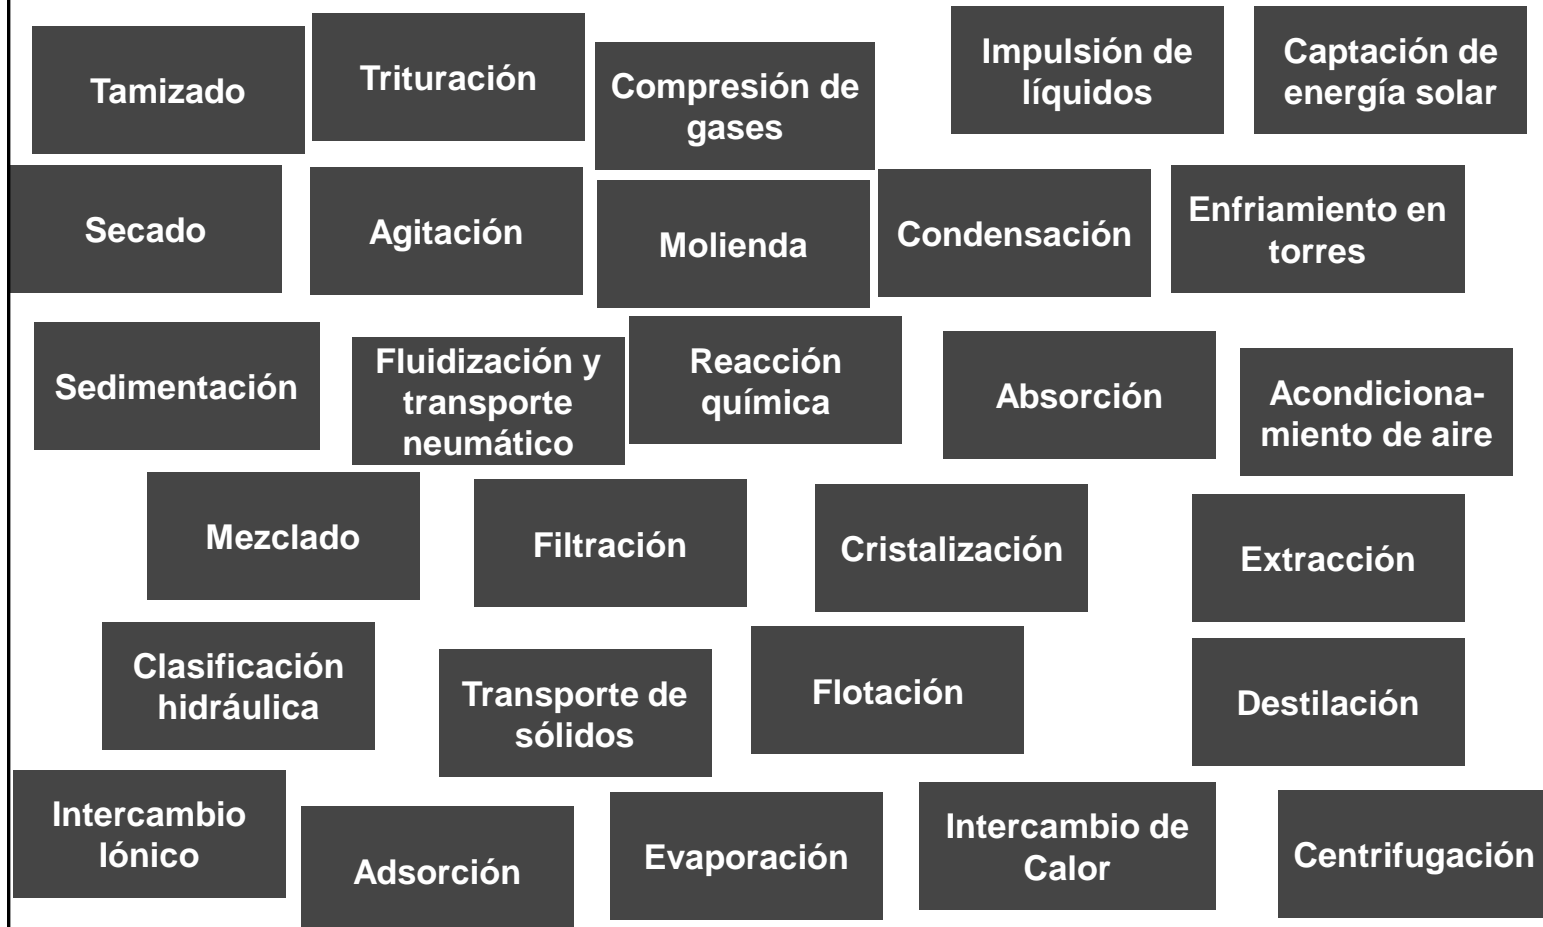 Tamizado
Trituración
Compresión de
gases
Impulsión de
líquidos
Captación de
energía solar
Secado
Agitación
Molienda
Condensación
Enfriamiento en
torres
Sedimentación
Fluidización y
transporte
neumático
Reacción
química
Absorción
Acondiciona-
miento de aire
Mezclado
Filtración
Cristalización
Extracción
Clasificación
hidráulica
Transporte de
sólidos
Flotación
Destilación
Intercambio
Iónico
Adsorción
Evaporación
Intercambio de
Calor
Centrifugación